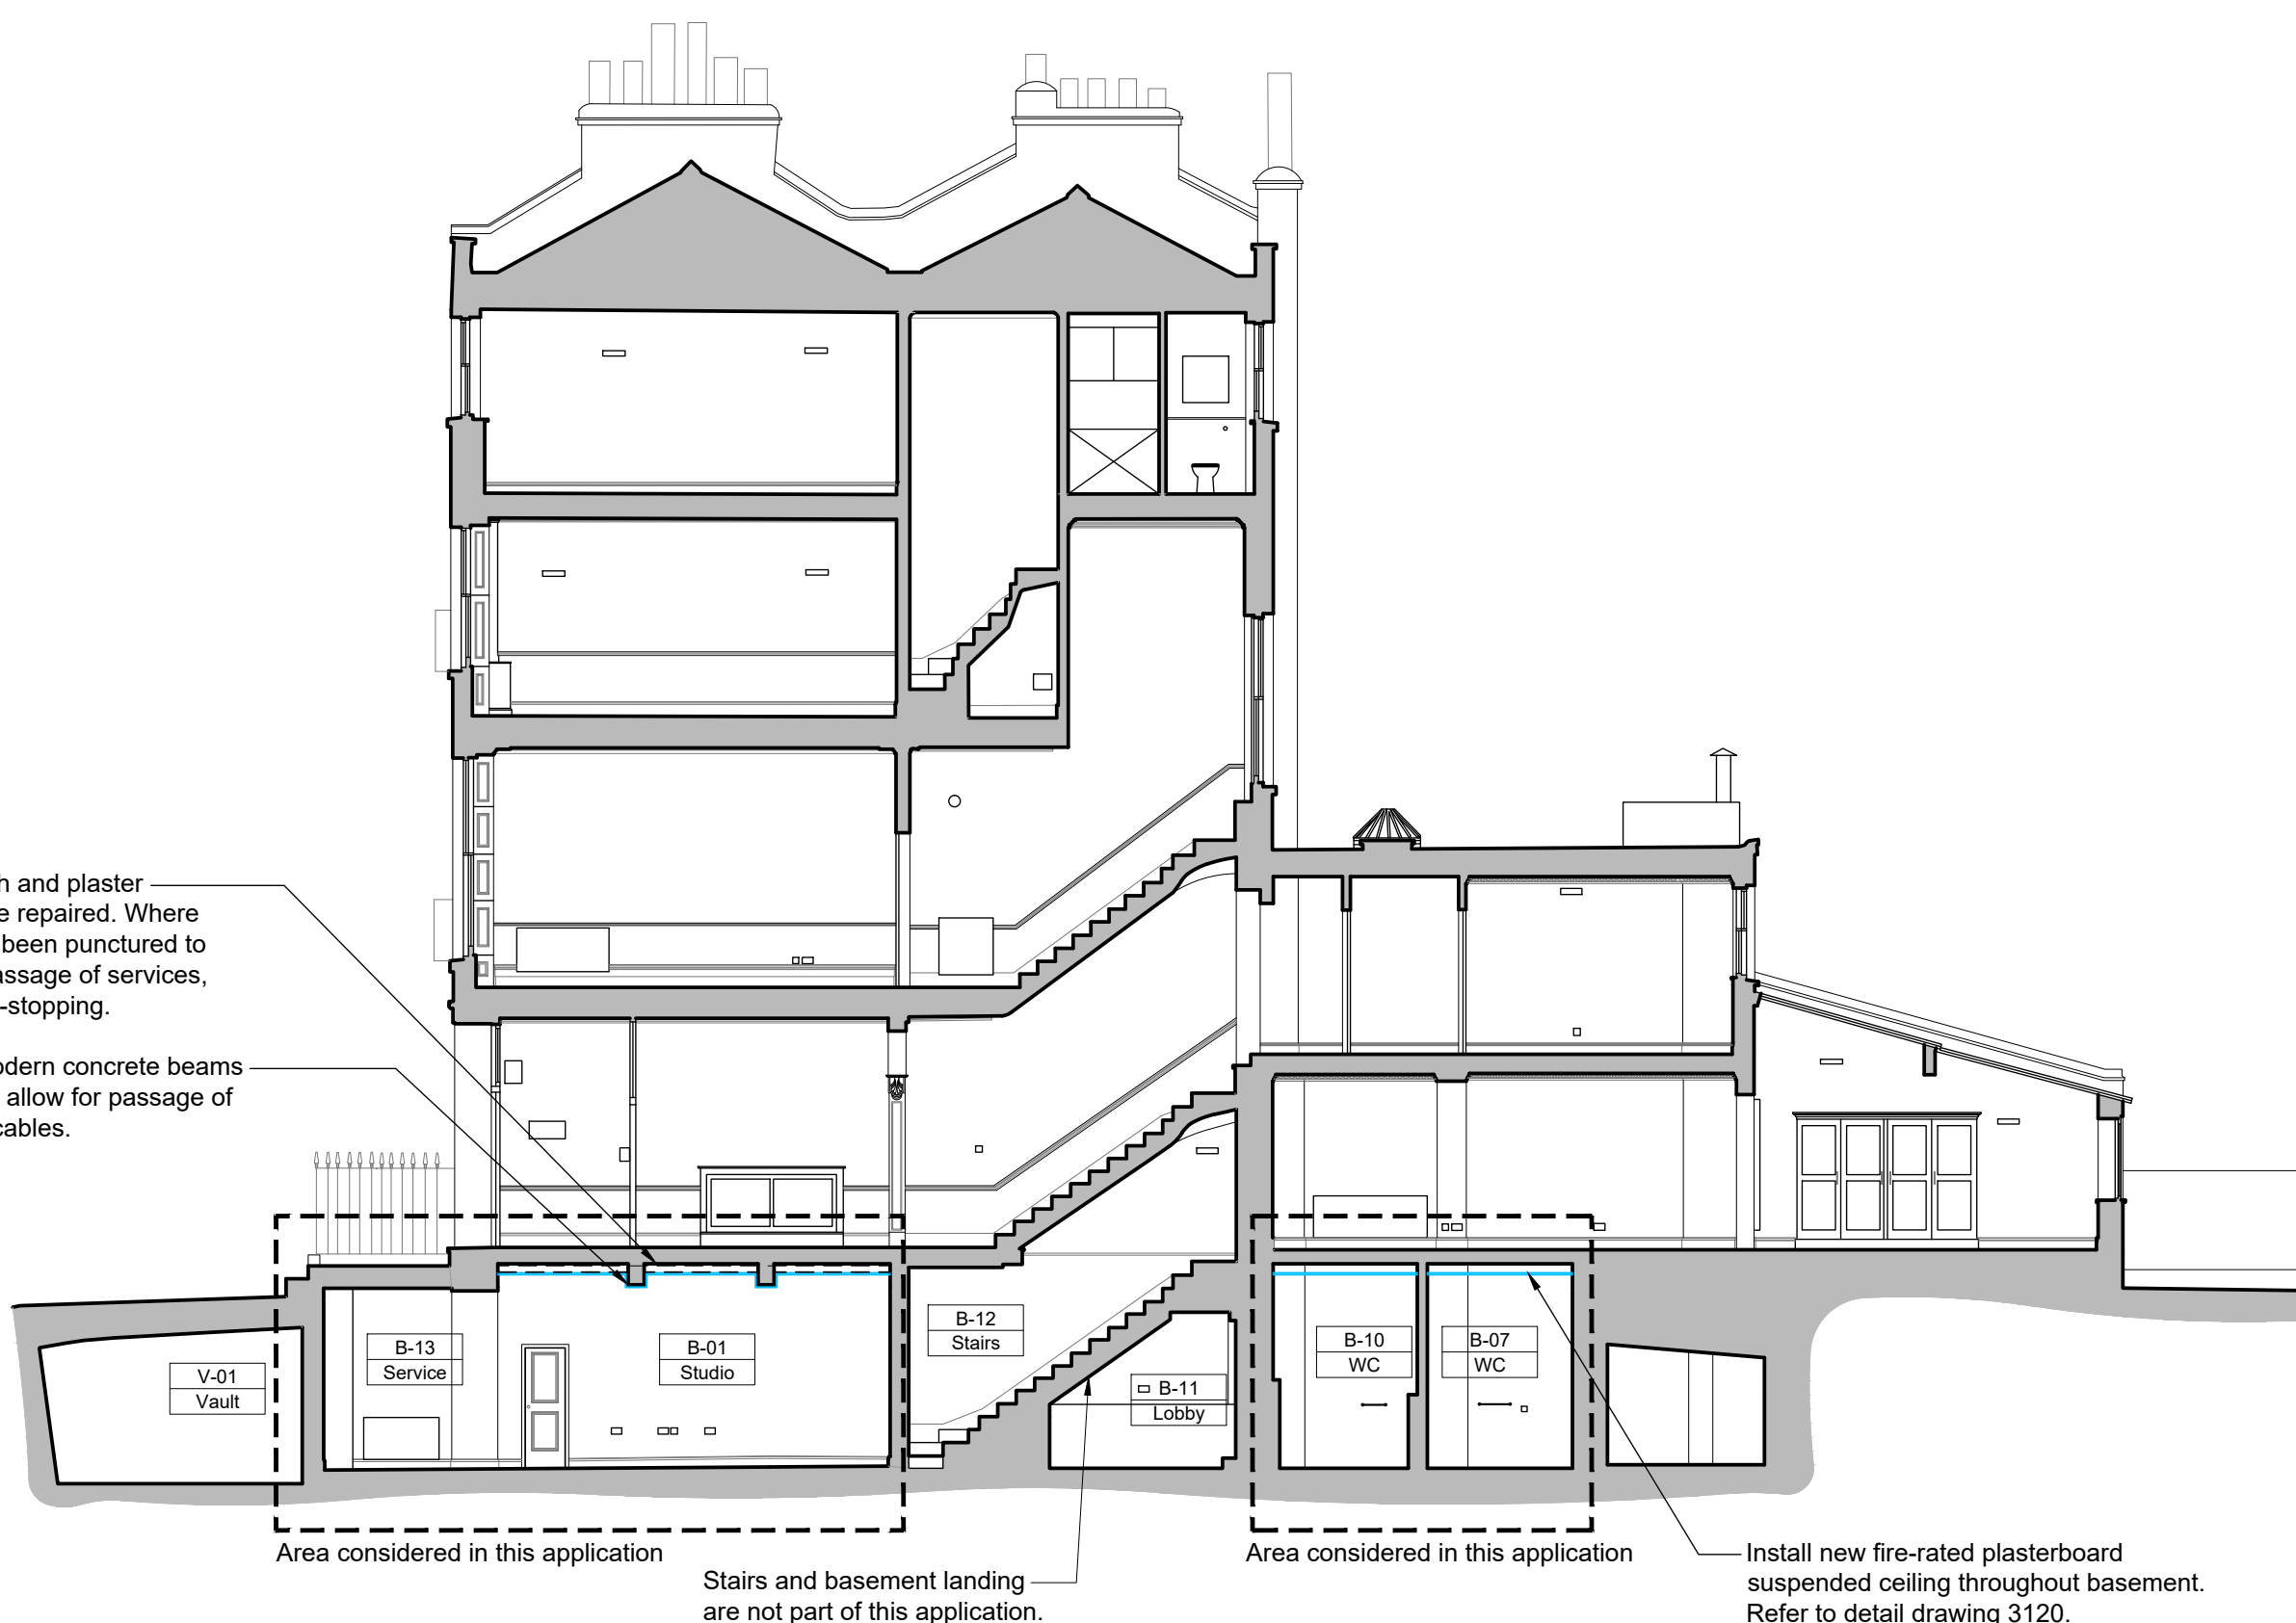 h and plaster
e repaired. Where
been punctured to
assage of services,
-stopping.
odern concrete beams
allow for passage of
cables.
V-01
Vault
B-13
Service
B-01
Studio
B-12
Stairs
B-11
Lobby
B-10
WC
B-07
WC
Area considered in this application
Stairs and basement landing
are not part of this application.
Area considered in this application
Install new fire-rated plasterboard
suspended ceiling throughout basement.
Refer to detail drawing 3120.